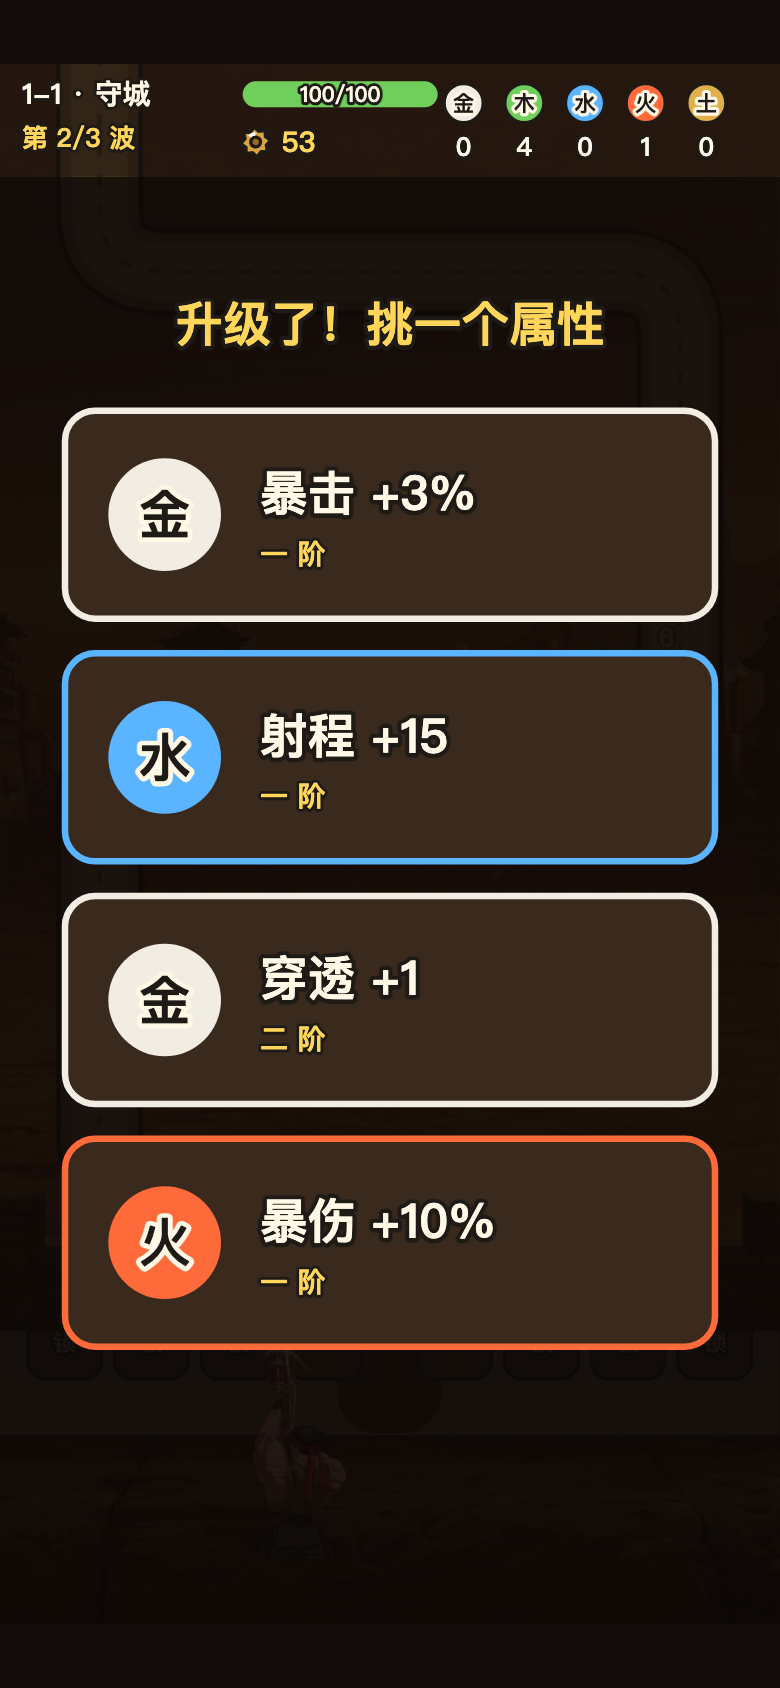 1–1 · 守城
100/100
金 木 水 火 土
第 2/3 波
53
0 4 0 1 0
升级了！挑一个属性
金
暴击 +3%
一 阶
水
射程 +15
一 阶
金
穿透 +1
二 阶
火
暴伤 +10%
一 阶
锁
锁